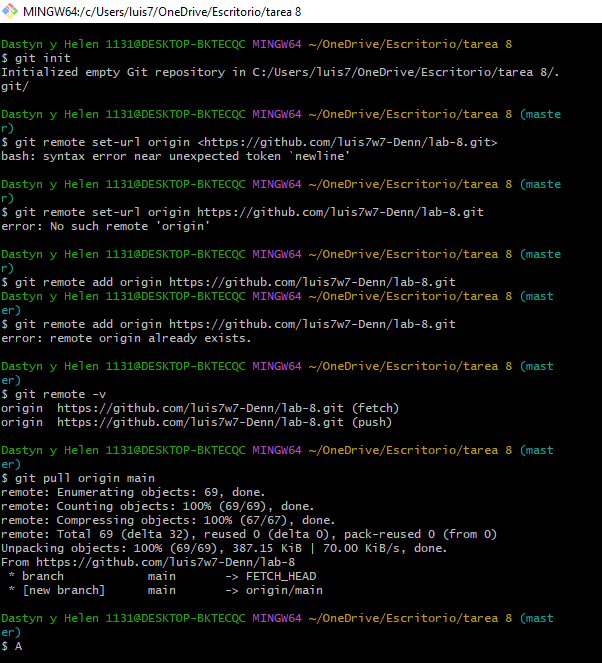 MINGW64:/c/Users/luis7/OneDrive/Escritorio/tarea 8
Dastyn y Helen 1131@DESKTOP-BKTECQC MINGW64 ~/OneDrive/Escritorio/tarea 8
$ git init
Initialized empty Git repository in C:/Users/luis7/OneDrive/Escritorio/tarea 8/.
git/
Dastyn y Helen 1131@DESKTOP-BKTECQC MINGW64 ~/OneDrive/Escritorio/tarea 8 (maste
r)
$ git remote set-url origin <https://github.com/luis7w7-Denn/lab-8.git>
bash: syntax error near unexpected token `newline'
Dastyn y Helen 1131@DESKTOP-BKTECQC MINGW64 ~/OneDrive/Escritorio/tarea 8 (maste
r)
$ git remote set-url origin https://github.com/luis7w7-Denn/lab-8.git
error: No such remote 'origin'
Dastyn y Helen 1131@DESKTOP-BKTECQC MINGW64 ~/OneDrive/Escritorio/tarea 8 (maste
r)
$ git remote add origin https://github.com/luis7w7-Denn/lab-8.git
Dastyn y Helen 1131@DESKTOP-BKTECQC MINGW64 ~/OneDrive/Escritorio/tarea 8 (mast
er)
$ git remote add origin https://github.com/luis7w7-Denn/lab-8.git
error: remote origin already exists.
Dastyn y Helen 1131@DESKTOP-BKTECQC MINGW64 ~/OneDrive/Escritorio/tarea 8 (mast
er)
$ git remote -v
origin  https://github.com/luis7w7-Denn/lab-8.git (fetch)
origin  https://github.com/luis7w7-Denn/lab-8.git (push)
Dastyn y Helen 1131@DESKTOP-BKTECQC MINGW64 ~/OneDrive/Escritorio/tarea 8 (mast
er)
$ git pull origin main
remote: Enumerating objects: 69, done.
remote: Counting objects: 100% (69/69), done.
remote: Compressing objects: 100% (67/67), done.
remote: Total 69 (delta 32), reused 0 (delta 0), pack-reused 0 (from 0)
Unpacking objects: 100% (69/69), 387.15 KiB | 70.00 KiB/s, done.
From https://github.com/luis7w7-Denn/lab-8
 * branch            main       -> FETCH_HEAD
 * [new branch]      main       -> origin/main
Dastyn y Helen 1131@DESKTOP-BKTECQC MINGW64 ~/OneDrive/Escritorio/tarea 8 (mast
er)
$ A